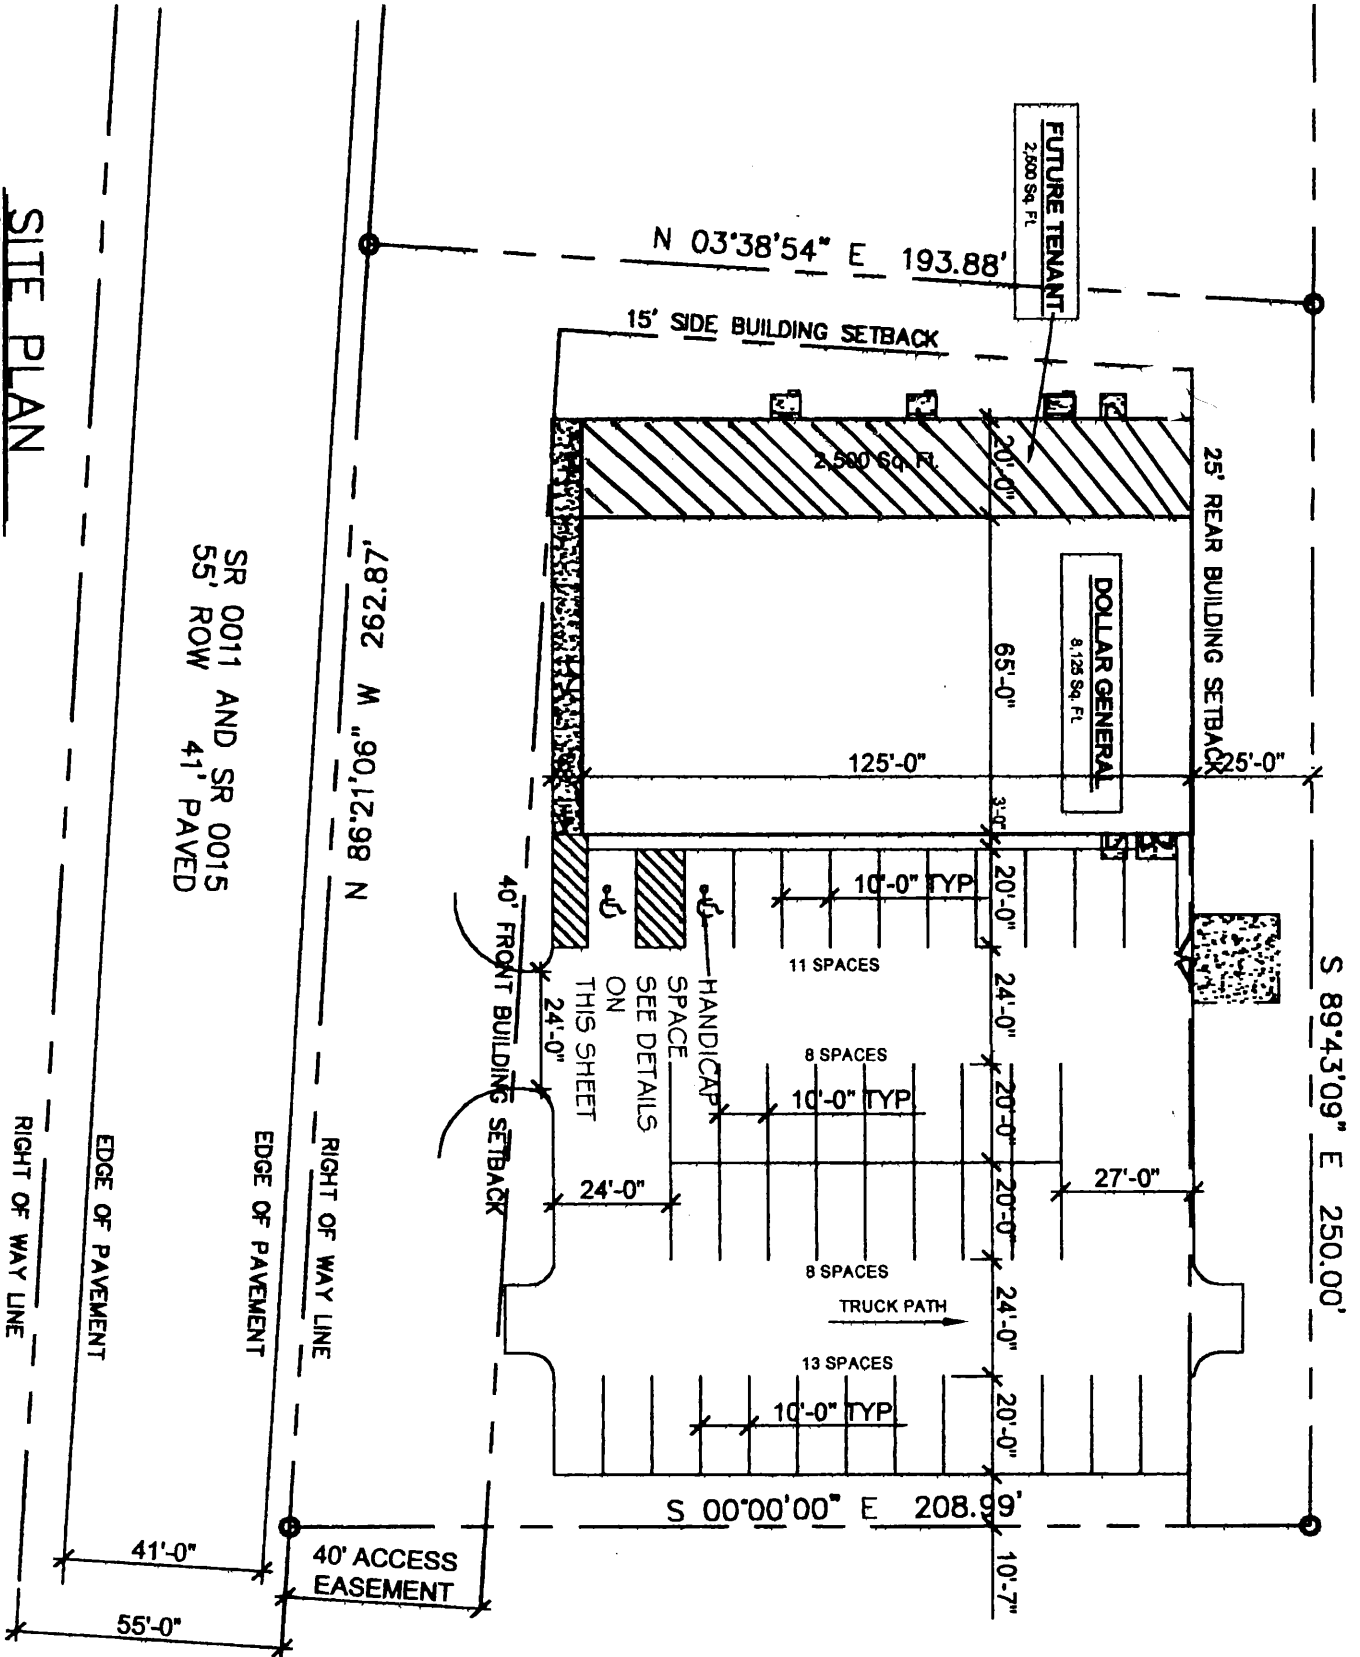 SITE PLAN
FUTURE TENANT
2,500 Sq. Ft.
N 03°38'54" E 193.88'
15' SIDE BUILDING SETBACK
25' REAR BUILDING SETBACK
2,500 Sq. Ft.
20'-0"
DOLLAR GENERAL
8,125 Sq. Ft.
65'-0"
125'-0"
25'-0"
3'-0"
20'-0"
10'-0" TYP
11 SPACES
HANDICAP
SPACE
SEE DETAILS
ON
THIS SHEET
24'-0"
24'-0"
8 SPACES
20'-0"
10'-0" TYP
20'-0"
27'-0"
24'-0"
8 SPACES
TRUCK PATH
24'-0"
13 SPACES
10'-0" TYP
20'-0"
S 00°00'00" E 208.99'
10'-7"
S 89°43'09" E 250.00'
N 86°21'06" W 262.87'
40' FRONT BUILDING SETBACK
SR 0011 AND SR 0015
55' ROW 41' PAVED
RIGHT OF WAY LINE
EDGE OF PAVEMENT
EDGE OF PAVEMENT
RIGHT OF WAY LINE
40' ACCESS
EASEMENT
41'-0"
55'-0"